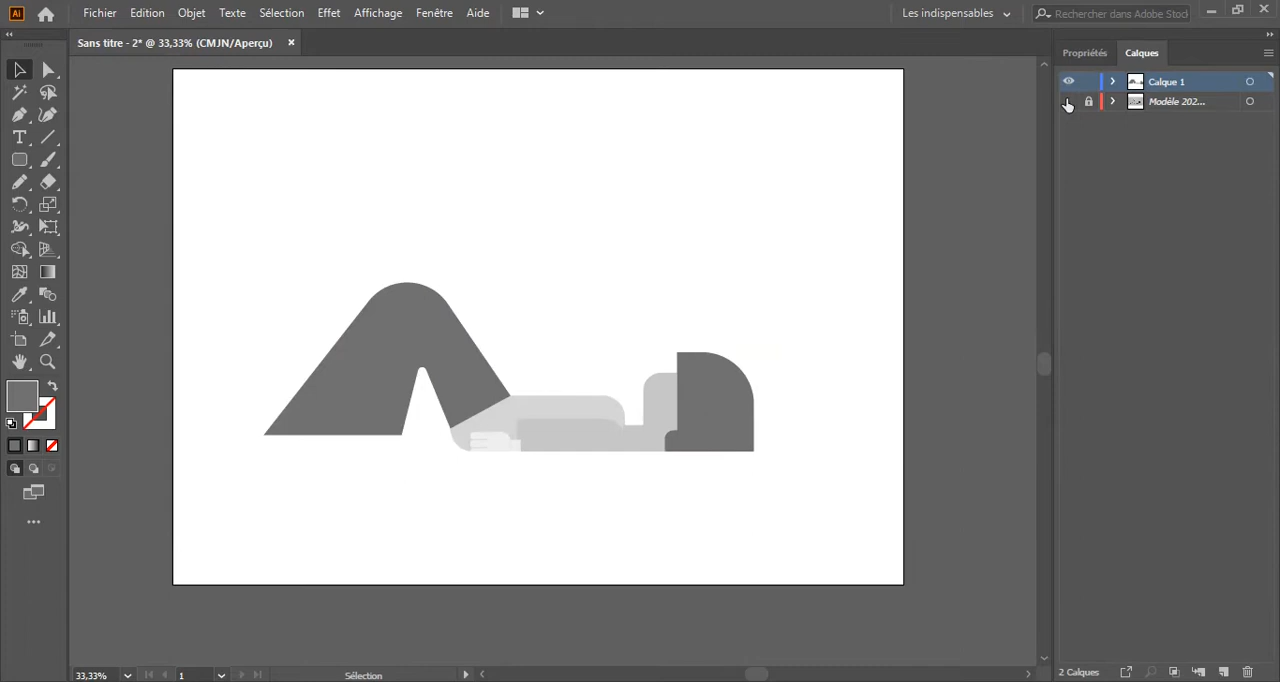 Ai Fichier Edition Objet Texte Sélection Effet Affichage Fenêtre Aide Les indispensables Rechercher dans Adobe Stock
Sans titre - 2* @ 33,33% (CMJN/Aperçu)
Propriétés Calques
Calque 1
Modèle 202...
2 Calques
33,33% 1 Sélection